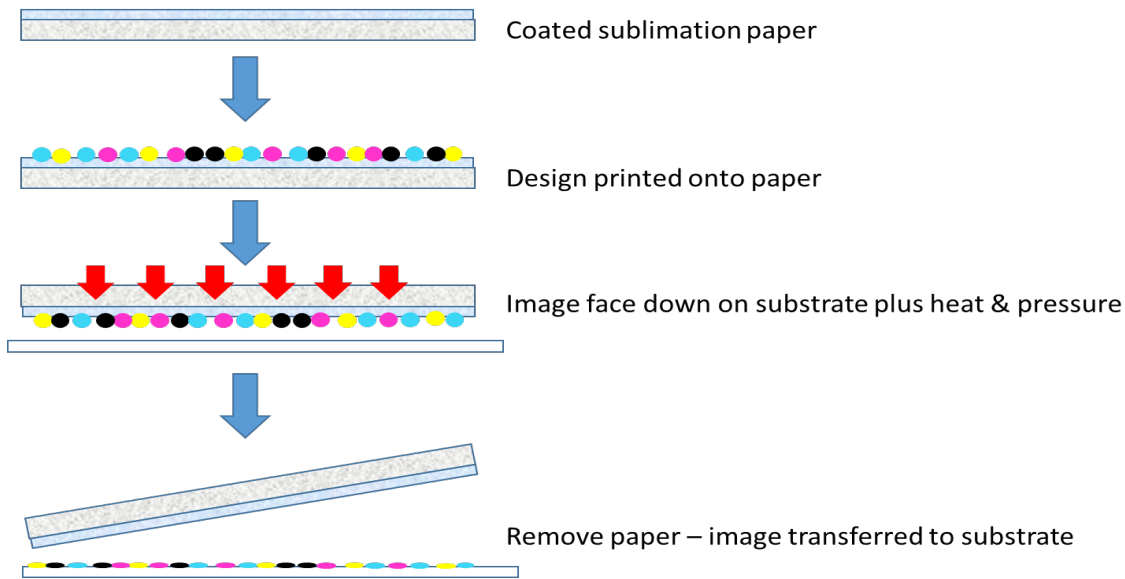 Coated sublimation paper
Design printed onto paper
Image face down on substrate plus heat & pressure
Remove paper – image transferred to substrate